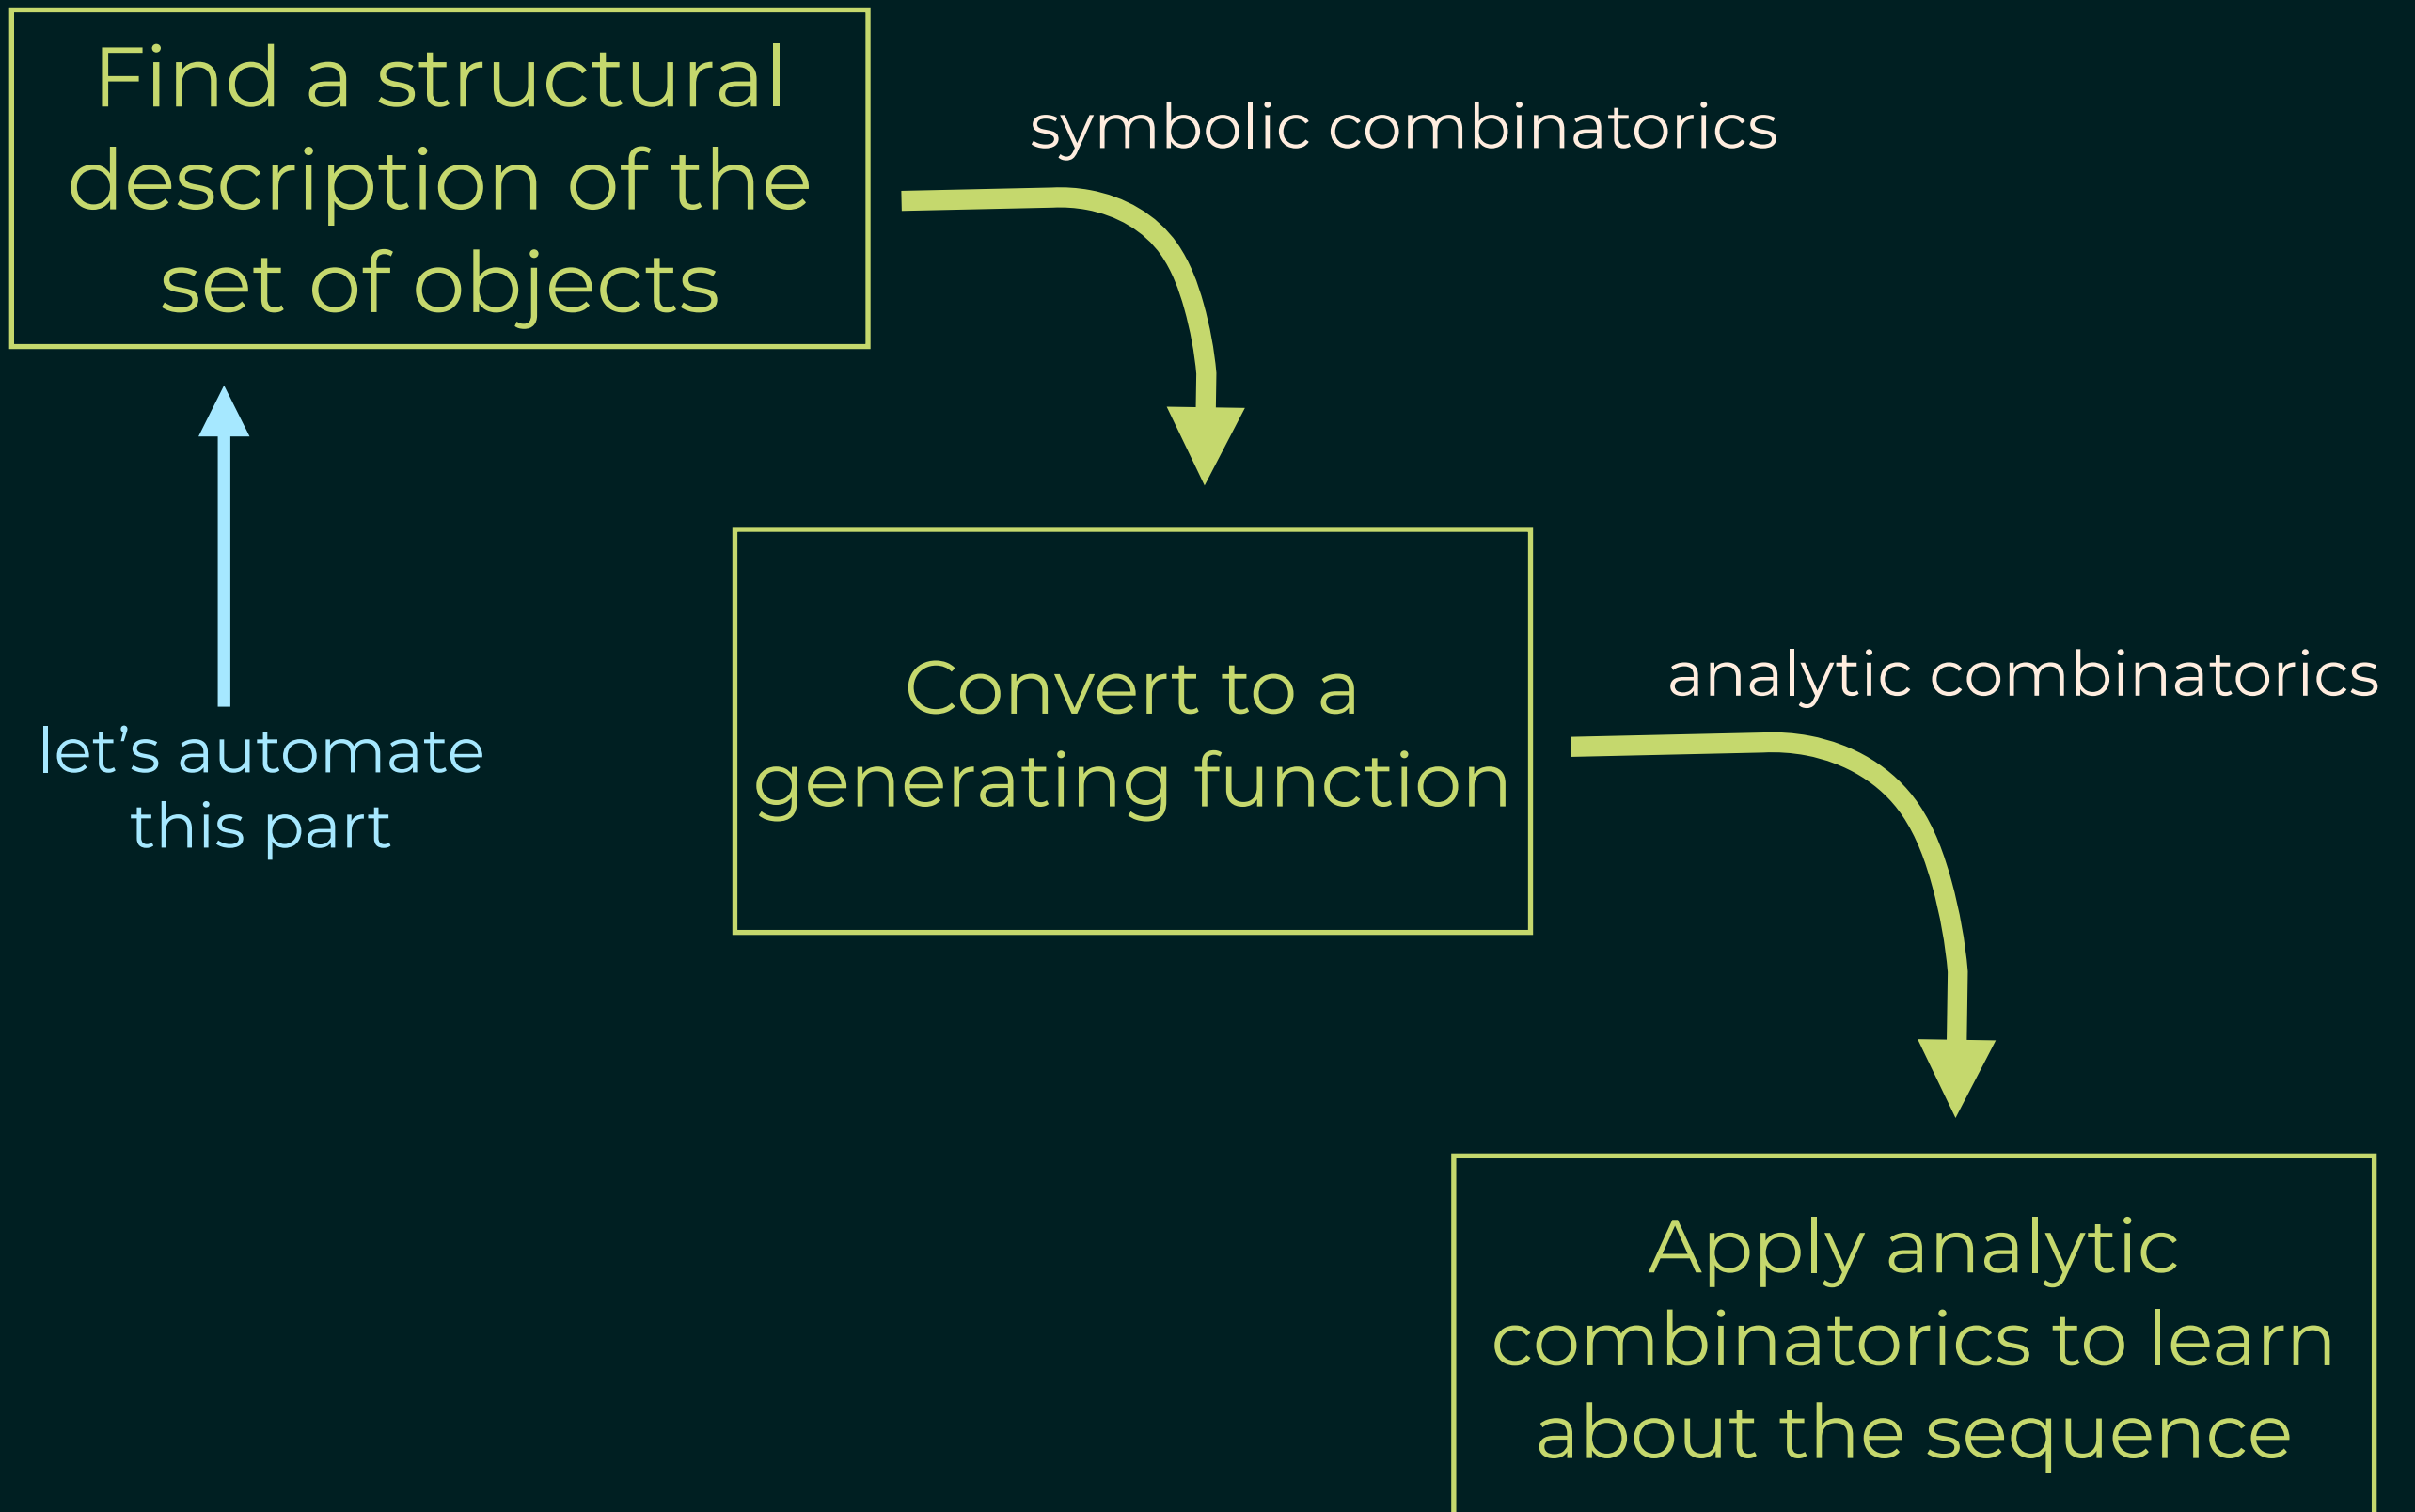 Find a structural
description of the
set of objects
symbolic combinatorics
let’s automate
this part
Convert to a
generating function
analytic combinatorics
Apply analytic
combinatorics to learn
about the sequence